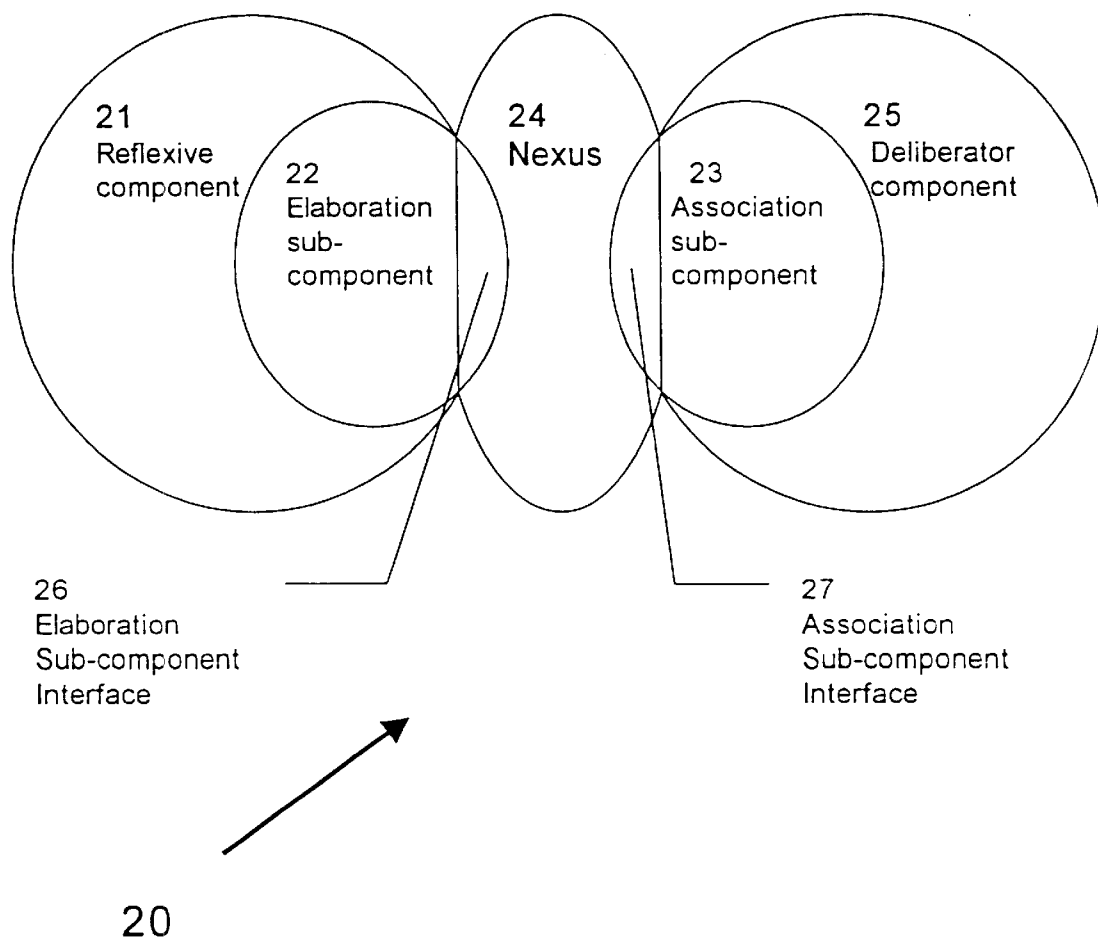 21
Reflexive
component
22
Elaboration
sub-
component
24
Nexus
23
Association
sub-
component
25
Deliberator
component
26
Elaboration
Sub-component
Interface
27
Association
Sub-component
Interface
20